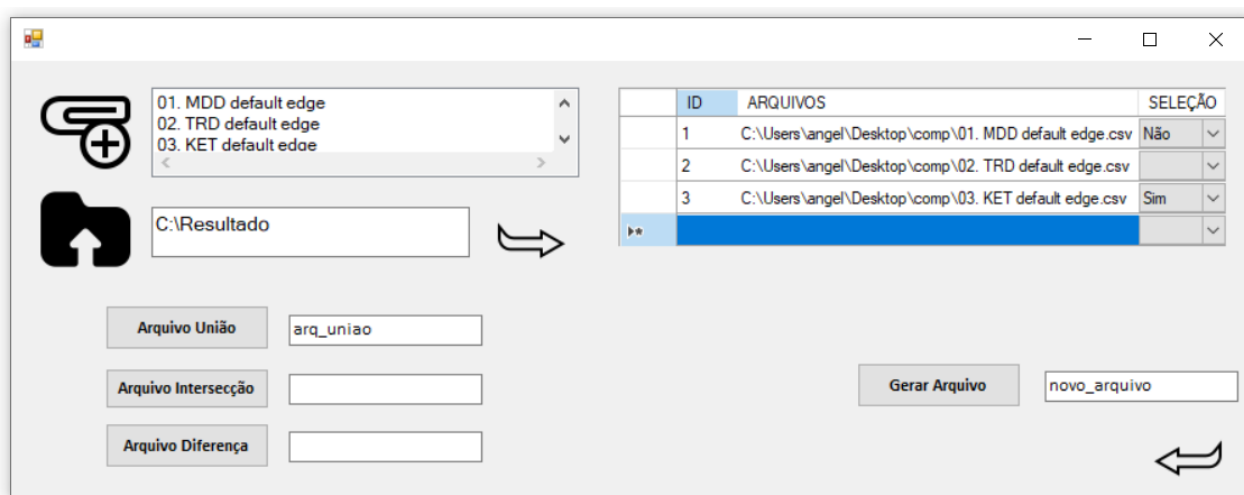 01. MDD default edge
02. TRD default edge
03. KET default edge
C:\Resultado
ID ARQUIVOS SELEÇÃO
1 C:\Users\angel\Desktop\comp\01. MDD default edge.csv Não
2 C:\Users\angel\Desktop\comp\02. TRD default edge.csv
3 C:\Users\angel\Desktop\comp\03. KET default edge.csv Sim
Arquivo União arq_uniao
Arquivo Intersecção
Arquivo Diferença
Gerar Arquivo novo_arquivo